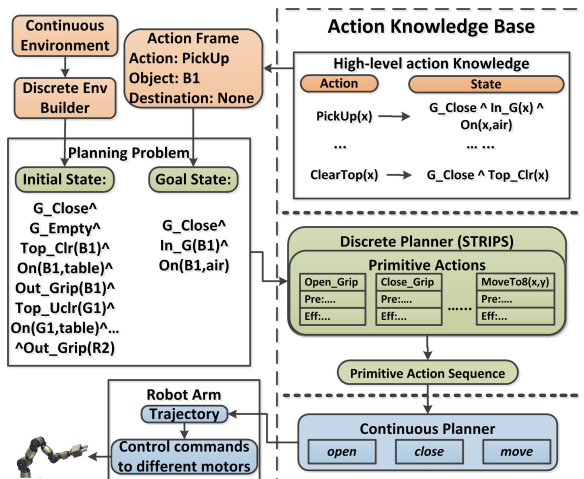 Continuous
Environment
Discrete Env
Builder
Action Frame
Action: PickUp
Object: B1
Destination: None
Action Knowledge Base
High-level action Knowledge
Action
State
PickUp(x)
G_Close ^ In_G(x) ^
On(x,air)
...
... ...
ClearTop(x)
G_Close ^ Top_Clr(x)
Planning Problem
Initial State:
Goal State:
G_Close^
G_Empty^
Top_Clr(B1)^
On(B1,table)^
Out_Grip(B1)^
Top_Uclr(G1)^
On(G1,table)^...
^Out_Grip(R2)
G_Close^
In_G(B1)^
On(B1,air)
Discrete Planner (STRIPS)
Primitive Actions
Open_Grip
Pre:....
Eff:...
Close_Grip
Pre:....
Eff:...
......
MoveTo8(x,y)
Pre:....
Eff:...
Primitive Action Sequence
Robot Arm
Trajectory
Control commands
to different motors
Continuous Planner
open
close
move